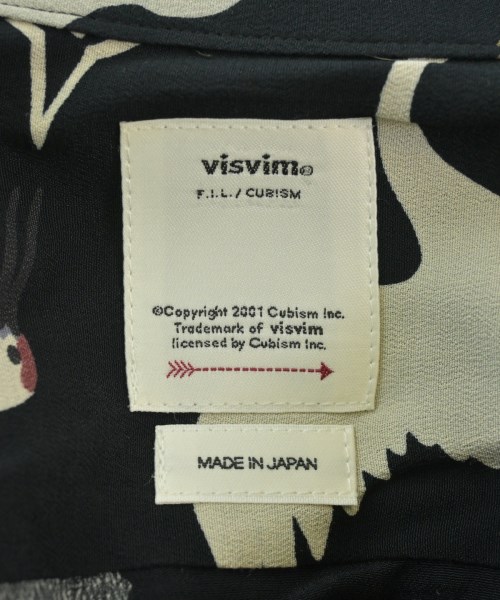 visvim®
F.I.L. / CUBISM
©Copyright 2001 Cubism Inc.
Trademark of visvim
licensed by Cubism Inc.
MADE IN JAPAN